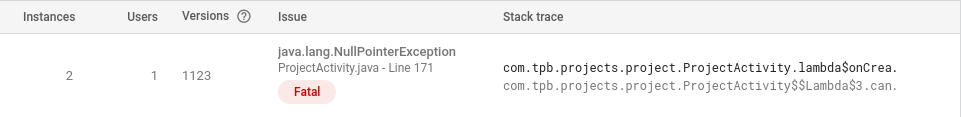 Instances Users Versions ? Issue Stack trace
java.lang.NullPointerException
2 1 1123 ProjectActivity.java - Line 171 com.tpb.projects.project.ProjectActivity.lambda$onCrea.
Fatal com.tpb.projects.project.ProjectActivity$$Lambda$3.can.